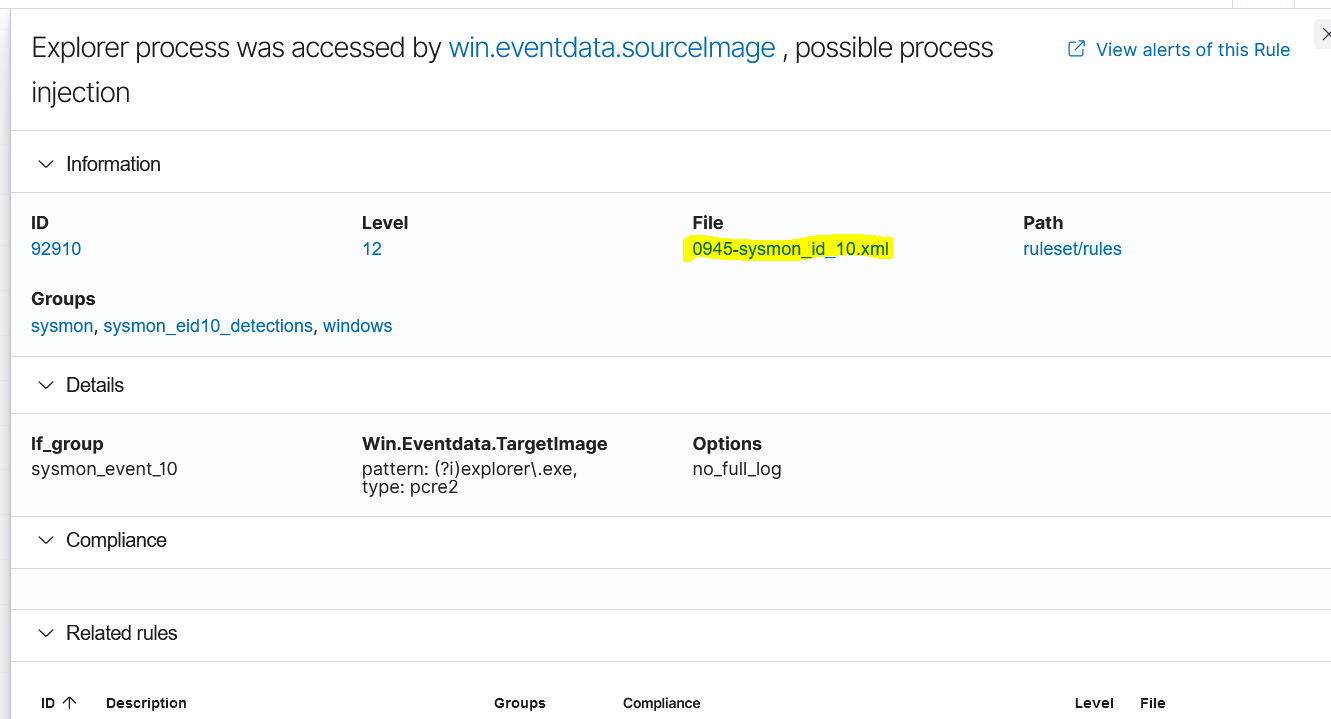 Explorer process was accessed by win.eventdata.sourceImage , possible process
injection
View alerts of this Rule
Information
ID
Level
File
Path
92910
12
0945-sysmon_id_10.xml
ruleset/rules
Groups
sysmon, sysmon_eid10_detections, windows
Details
If_group
Win.Eventdata.TargetImage
Options
sysmon_event_10
pattern: (?i)explorer\.exe,
type: pcre2
no_full_log
Compliance
Related rules
ID
Description
Groups
Compliance
Level
File